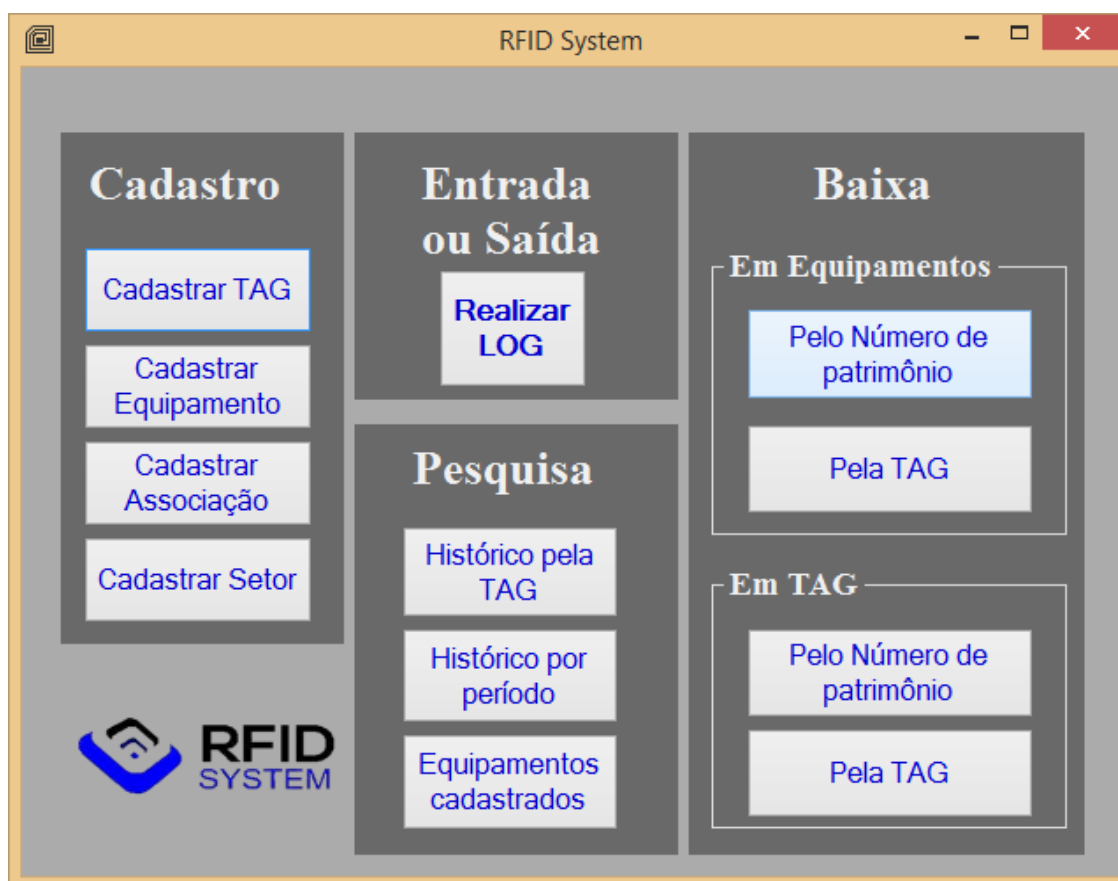 RFID System
Cadastro
Cadastrar TAG
Cadastrar
Equipamento
Cadastrar
Associação
Cadastrar Setor
RFID
SYSTEM
Entrada
ou Saída
Realizar
LOG
Pesquisa
Histórico pela
TAG
Histórico por
período
Equipamentos
cadastrados
Baixa
Em Equipamentos
Pelo Número de
patrimônio
Pela TAG
Em TAG
Pelo Número de
patrimônio
Pela TAG